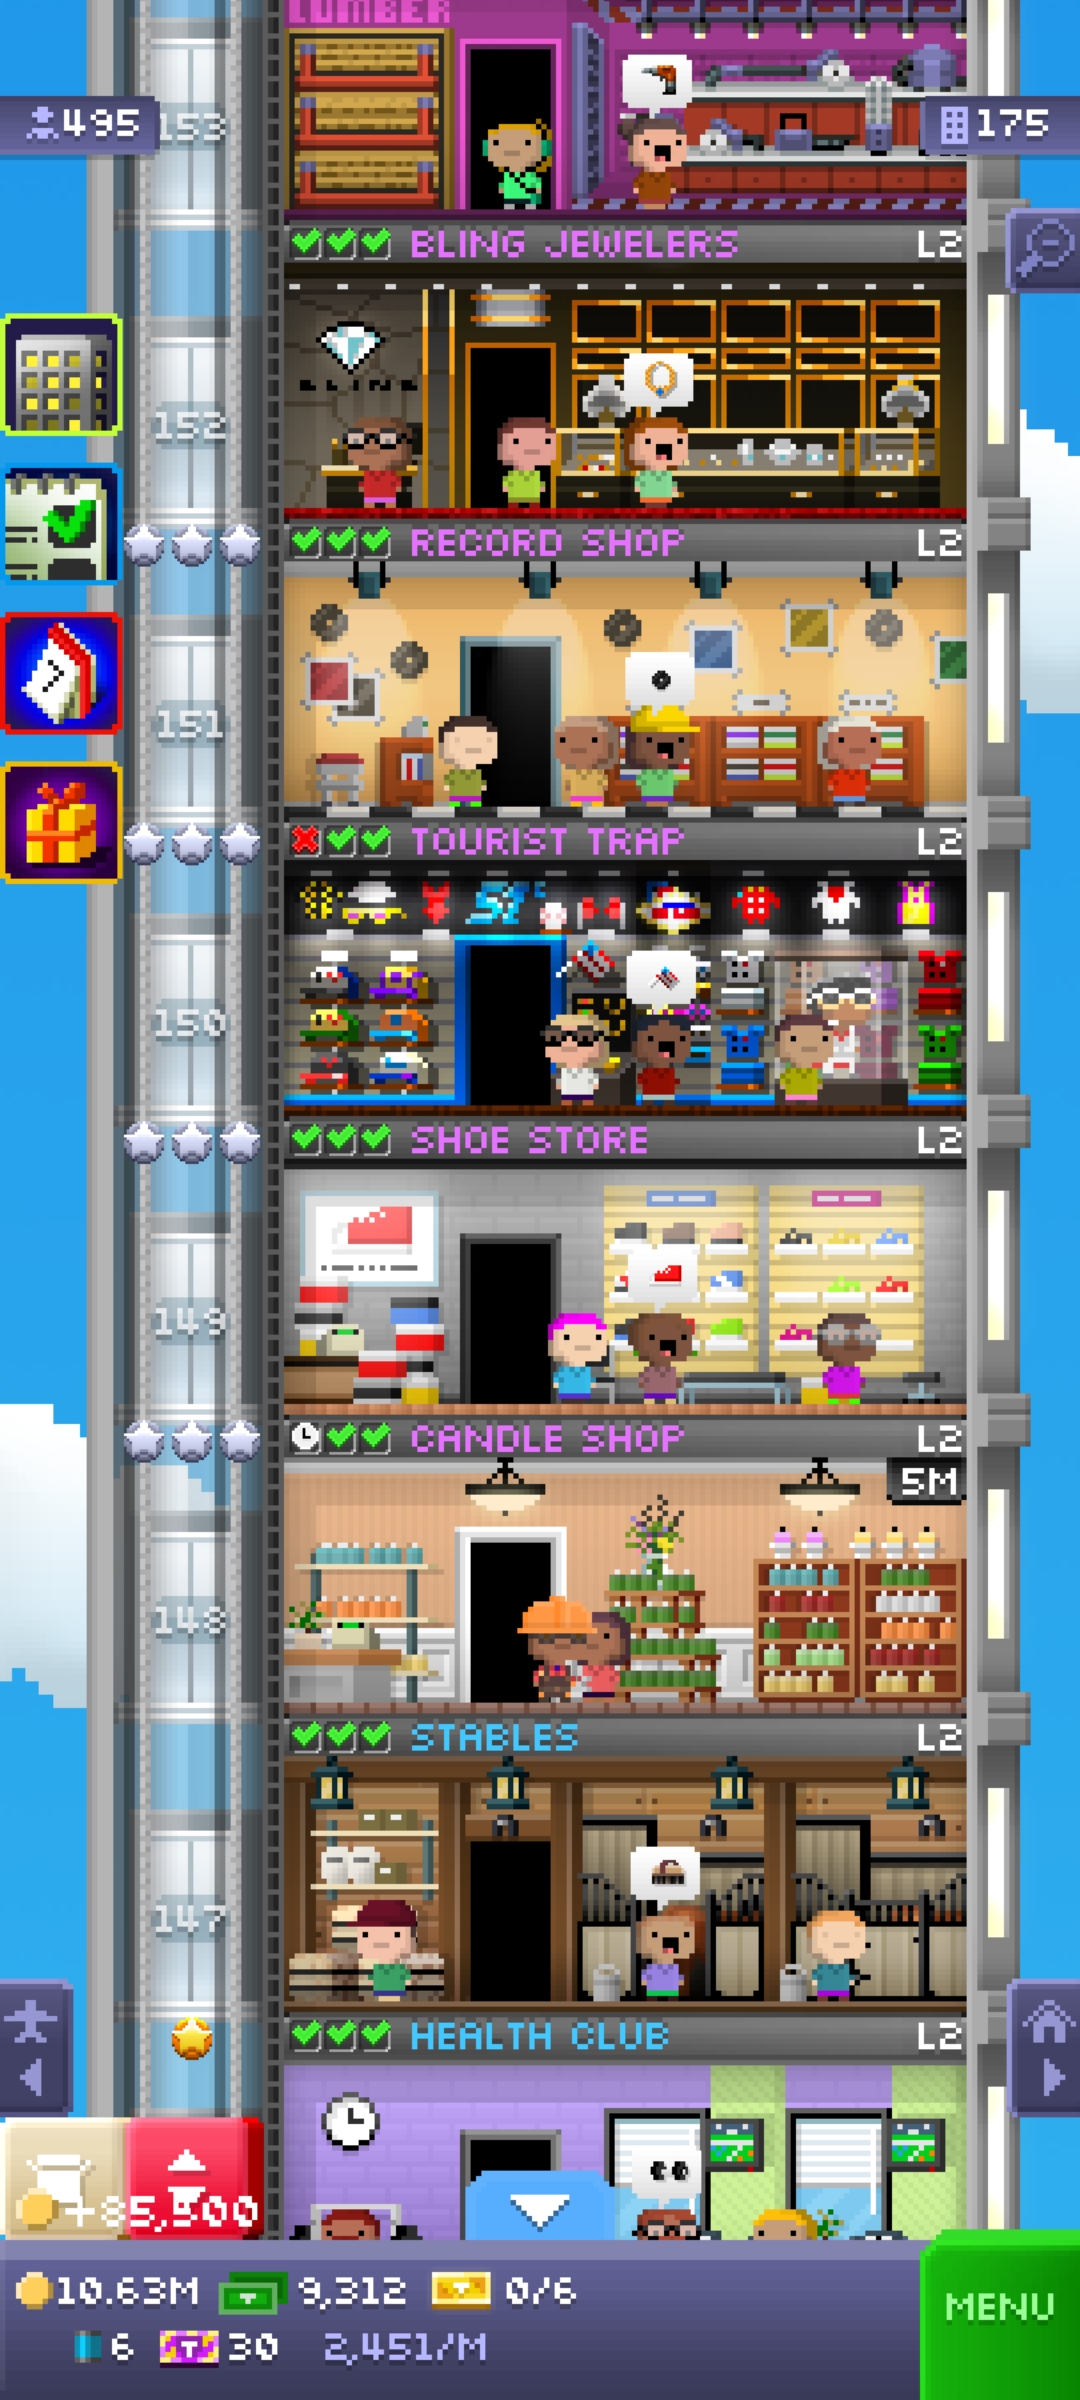 LUMBER
495
153
175
BLING JEWELERS L2
BLING
152
RECORD SHOP L2
151
TOURIST TRAP L2
150
SHOE STORE L2
149
CANDLE SHOP L2
5M
148
STABLES L2
147
HEALTH CLUB L2
+85,500
10.63M 9,312 0/6
MENU
6 T 30 2,451/M